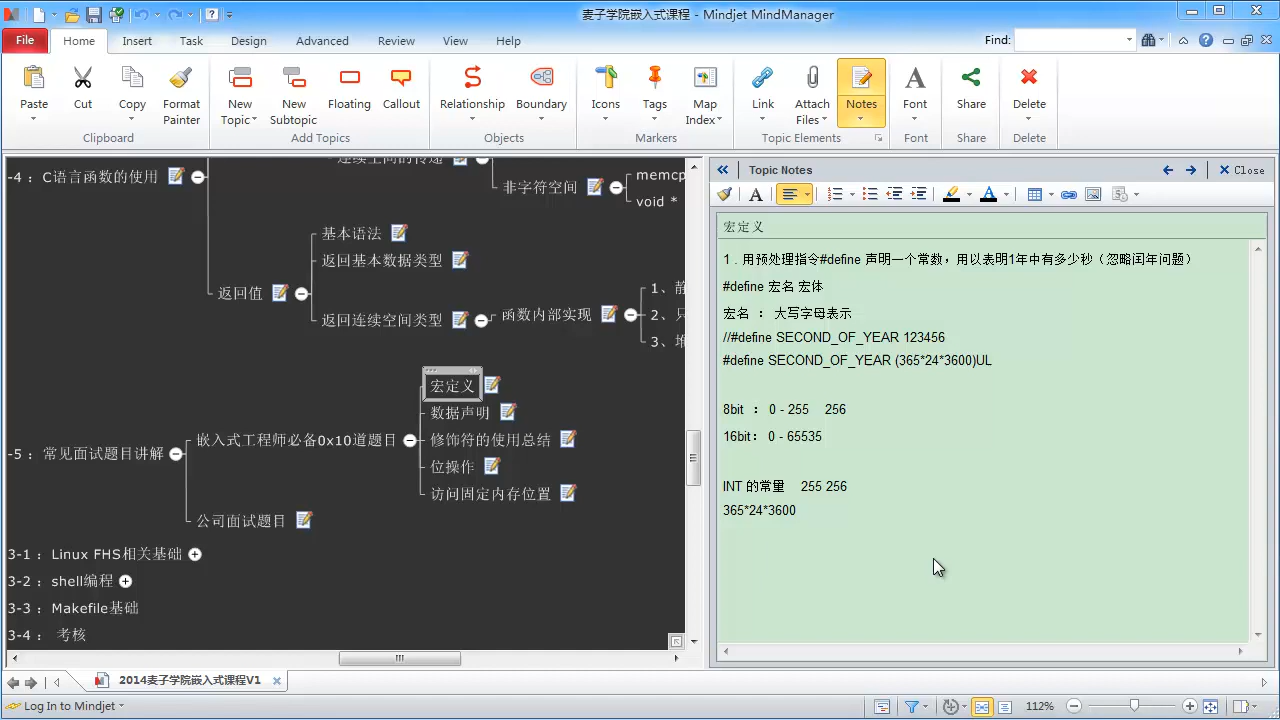 麦子学院嵌入式课程 - Mindjet MindManager
File Home Insert Task Design Advanced Review View Help Find:
Paste Cut Copy Format Painter New Topic New Subtopic Floating Callout Relationship Boundary Icons Tags Map Index Link Attach Files Notes Font Share Delete
Clipboard Add Topics Objects Markers Topic Elements Font Share Delete
连续空间的传递
-4 : C语言函数的使用
非字符空间
memcp
void *
基本语法
返回基本数据类型
返回值
返回连续空间类型
函数内部实现
1、静
2、只
3、堆
宏定义
数据声明
嵌入式工程师必备0x10道题目
修饰符的使用总结
-5 : 常见面试题目讲解
位操作
访问固定内存位置
公司面试题目
3-1 : Linux FHS相关基础
3-2 : shell编程
3-3 : Makefile基础
3-4 : 考核
Topic Notes Close
宏定义
1 . 用预处理指令#define 声明一个常数，用以表明1年中有多少秒（忽略闰年问题）
#define 宏名 宏体
宏名 ： 大写字母表示
//#define SECOND_OF_YEAR 123456
#define SECOND_OF_YEAR (365*24*3600)UL
8bit ： 0 - 255 256
16bit： 0 - 65535
INT 的常量 255 256
365*24*3600
2014麦子学院嵌入式课程V1
Log In to Mindjet 112%